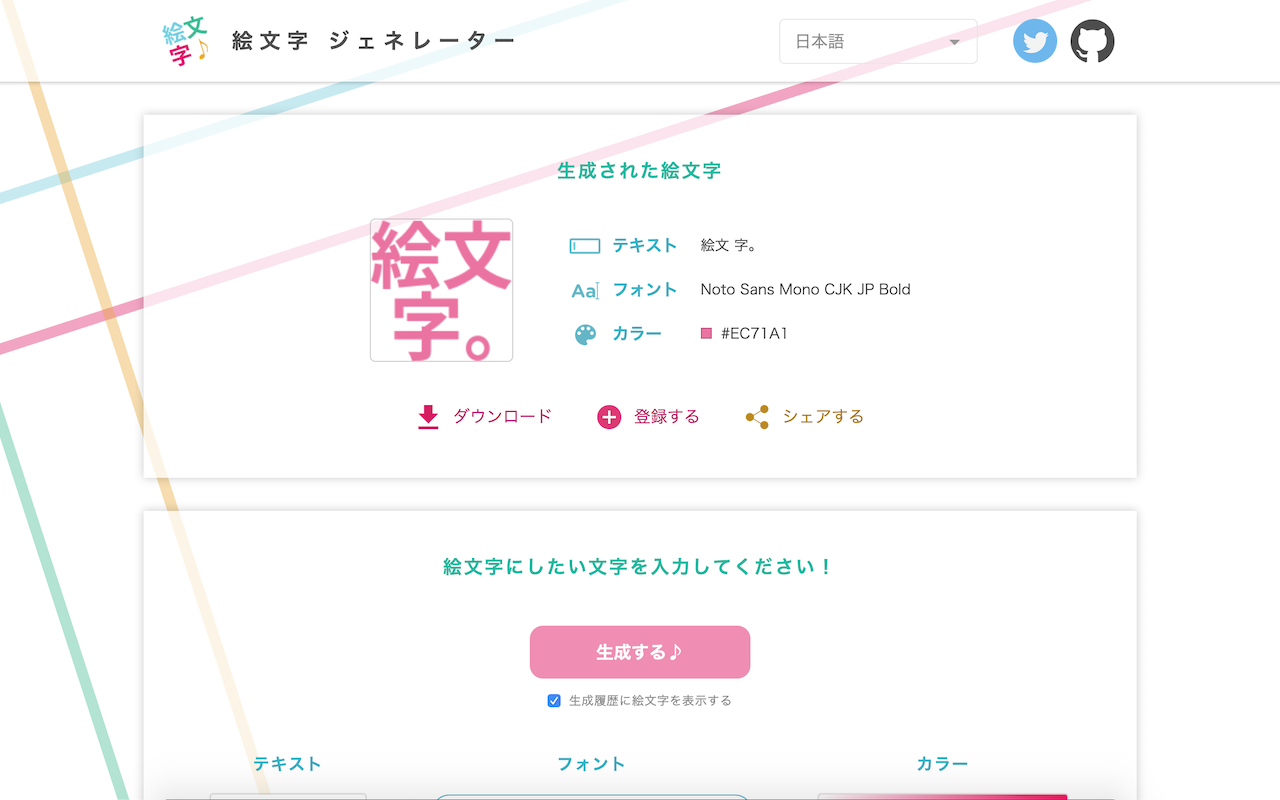 絵文字♪
絵文字 ジェネレーター
日本語
生成された絵文字
絵文
字。
テキスト 絵文 字。
Aa フォント Noto Sans Mono CJK JP Bold
カラー #EC71A1
ダウンロード 登録する シェアする
絵文字にしたい文字を入力してください！
生成する♪
生成履歴に絵文字を表示する
テキスト フォント カラー